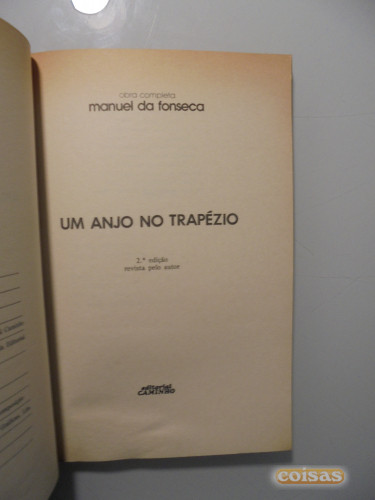 obra completa
manuel da fonseca
UM ANJO NO TRAPÉZIO
2.ª edição
revista pelo autor
editorial
CAMINHO
coisas